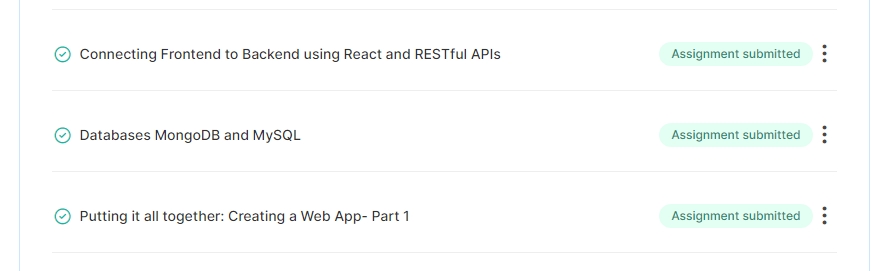 Connecting Frontend to Backend using React and RESTful APIs Assignment submitted
Databases MongoDB and MySQL Assignment submitted
Putting it all together: Creating a Web App- Part 1 Assignment submitted